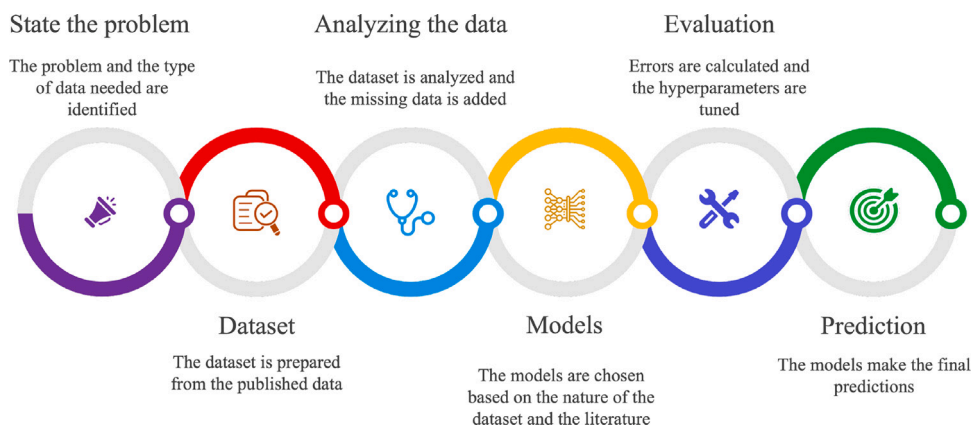 State the problem
The problem and the type
of data needed are
identified
Dataset
The dataset is prepared
from the published data
Analyzing the data
The dataset is analyzed and
the missing data is added
Models
The models are chosen
based on the nature of the
dataset and the literature
Evaluation
Errors are calculated and
the hyperparameters are
tuned
Prediction
The models make the final
predictions